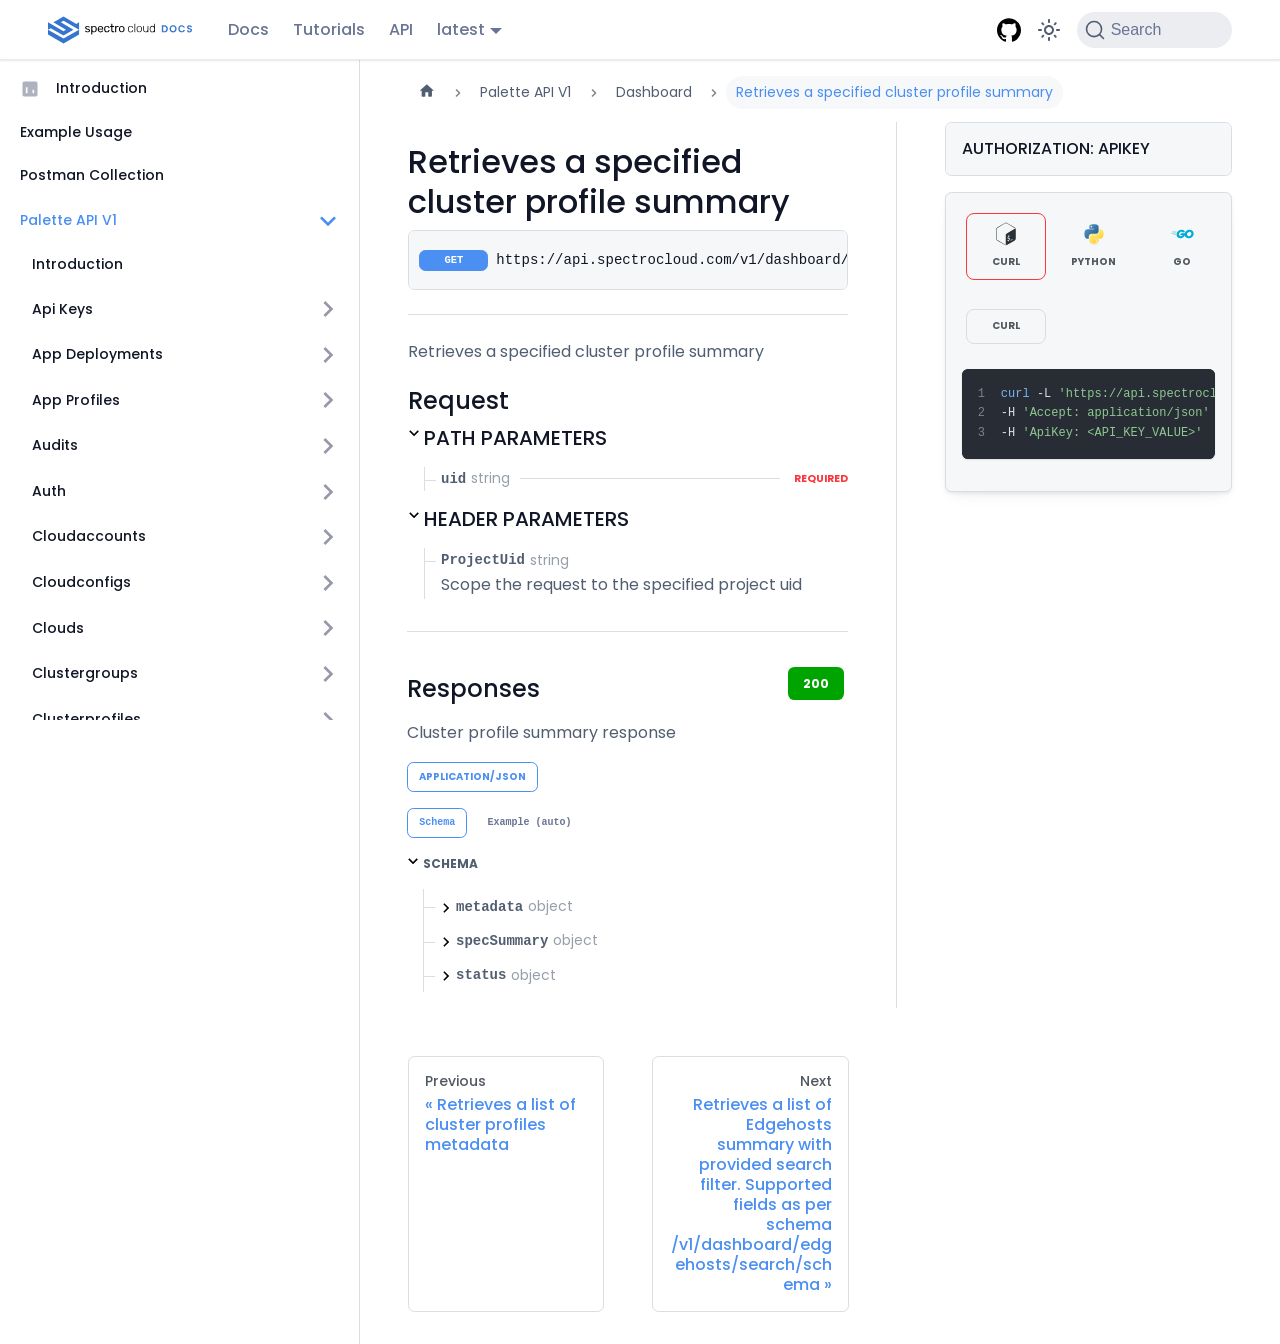 spectro cloud DOCS
Docs
Tutorials
API
latest
Search
Introduction
Example Usage
Postman Collection
Palette API V1
Introduction
Api Keys
App Deployments
App Profiles
Audits
Auth
Cloudaccounts
Cloudconfigs
Clouds
Clustergroups
Clusterprofiles
Palette API V1
Dashboard
Retrieves a specified cluster profile summary
Retrieves a specified
cluster profile summary
GET https://api.spectrocloud.com/v1/dashboard/
Retrieves a specified cluster profile summary
Request
PATH PARAMETERS
uid string REQUIRED
HEADER PARAMETERS
ProjectUid string
Scope the request to the specified project uid
Responses
200
Cluster profile summary response
APPLICATION/JSON
Schema
Example (auto)
SCHEMA
metadata object
specSummary object
status object
Previous
« Retrieves a list of
cluster profiles
metadata
Next
Retrieves a list of
Edgehosts
summary with
provided search
filter. Supported
fields as per
schema
/v1/dashboard/edg
ehosts/search/sch
ema »
AUTHORIZATION: APIKEY
CURL
PYTHON
GO
CURL
1 curl -L 'https://api.spectrocl
2 -H 'Accept: application/json'
3 -H 'ApiKey: <API_KEY_VALUE>'